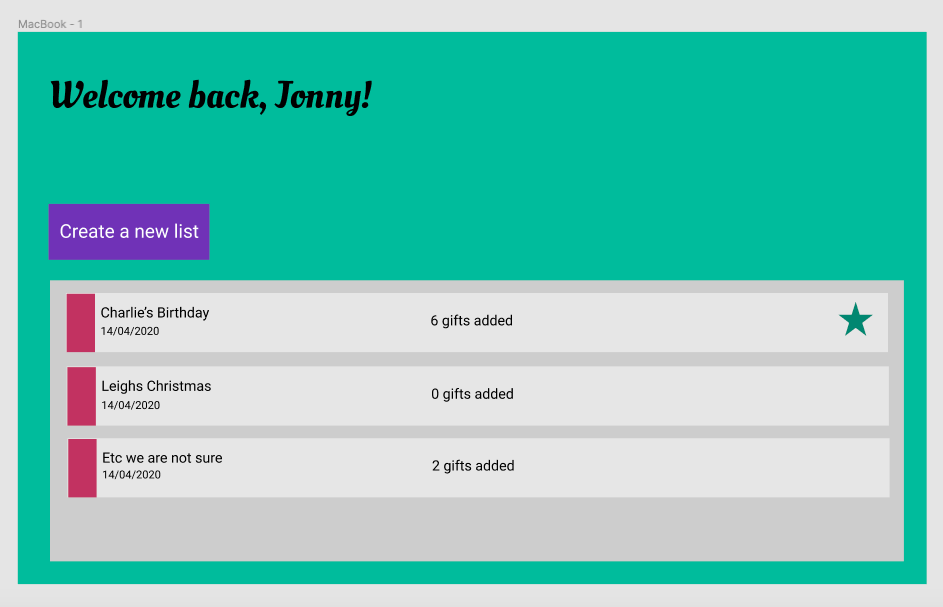 MacBook - 1
Welcome back, Jonny!
Create a new list
Charlie’s Birthday
14/04/2020
6 gifts added
Leighs Christmas
14/04/2020
0 gifts added
Etc we are not sure
14/04/2020
2 gifts added